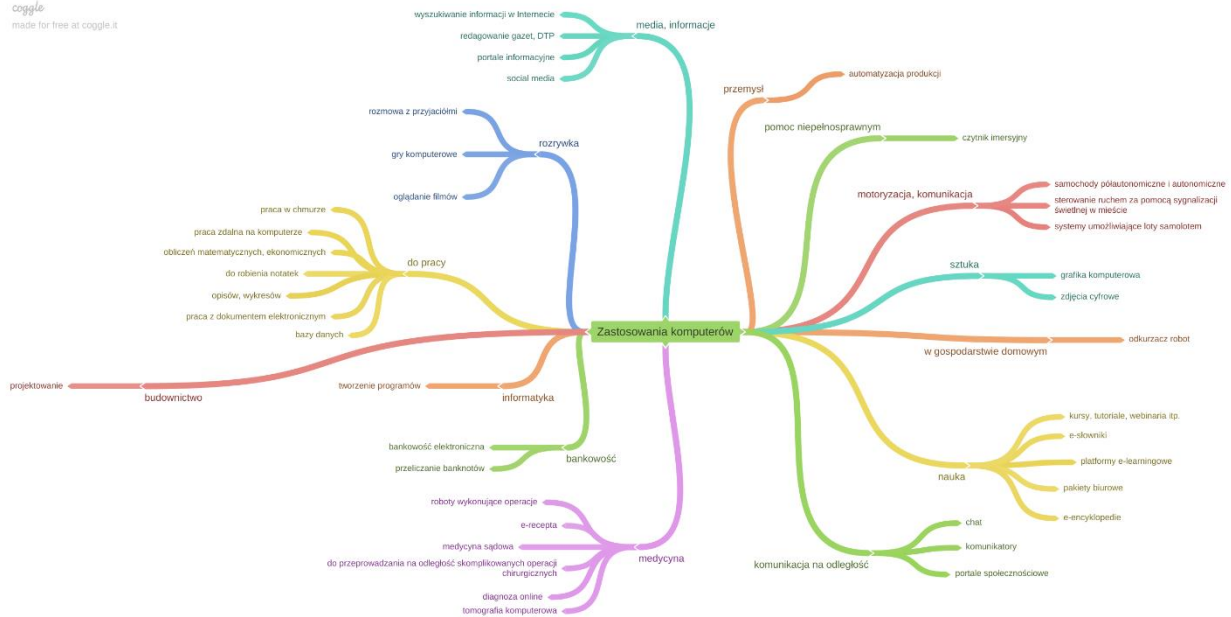 coggle
made for free at coggle.it
wyszukiwanie informacji w Internecie
redagowanie gazet, DTP
portale informacyjne
social media
media, informacje
rozmowa z przyjaciółmi
gry komputerowe
oglądanie filmów
rozrywka
praca w chmurze
praca zdalna na komputerze
obliczeń matematycznych, ekonomicznych
do robienia notatek
opisów, wykresów
praca z dokumentem elektronicznym
bazy danych
do pracy
projektowanie
budownictwo
tworzenie programów
informatyka
bankowość elektroniczna
przeliczanie banknotów
bankowość
roboty wykonujące operacje
e-recepta
medycyna sądowa
do przeprowadzania na odległość skomplikowanych operacji
chirurgicznych
diagnoza online
tomografia komputerowa
medycyna
Zastosowania komputerów
przemysł
automatyzacja produkcji
pomoc niepełnosprawnym
czytnik imersyjny
motoryzacja, komunikacja
samochody półautonomiczne i autonomiczne
sterowanie ruchem za pomocą sygnalizacji
świetlnej w mieście
systemy umożliwiające loty samolotem
sztuka
grafika komputerowa
zdjęcia cyfrowe
w gospodarstwie domowym
odkurzacz robot
nauka
kursy, tutoriale, webinaria itp.
e-słowniki
platformy e-learningowe
pakiety biurowe
e-encyklopedie
komunikacja na odległość
chat
komunikatory
portale społecznościowe